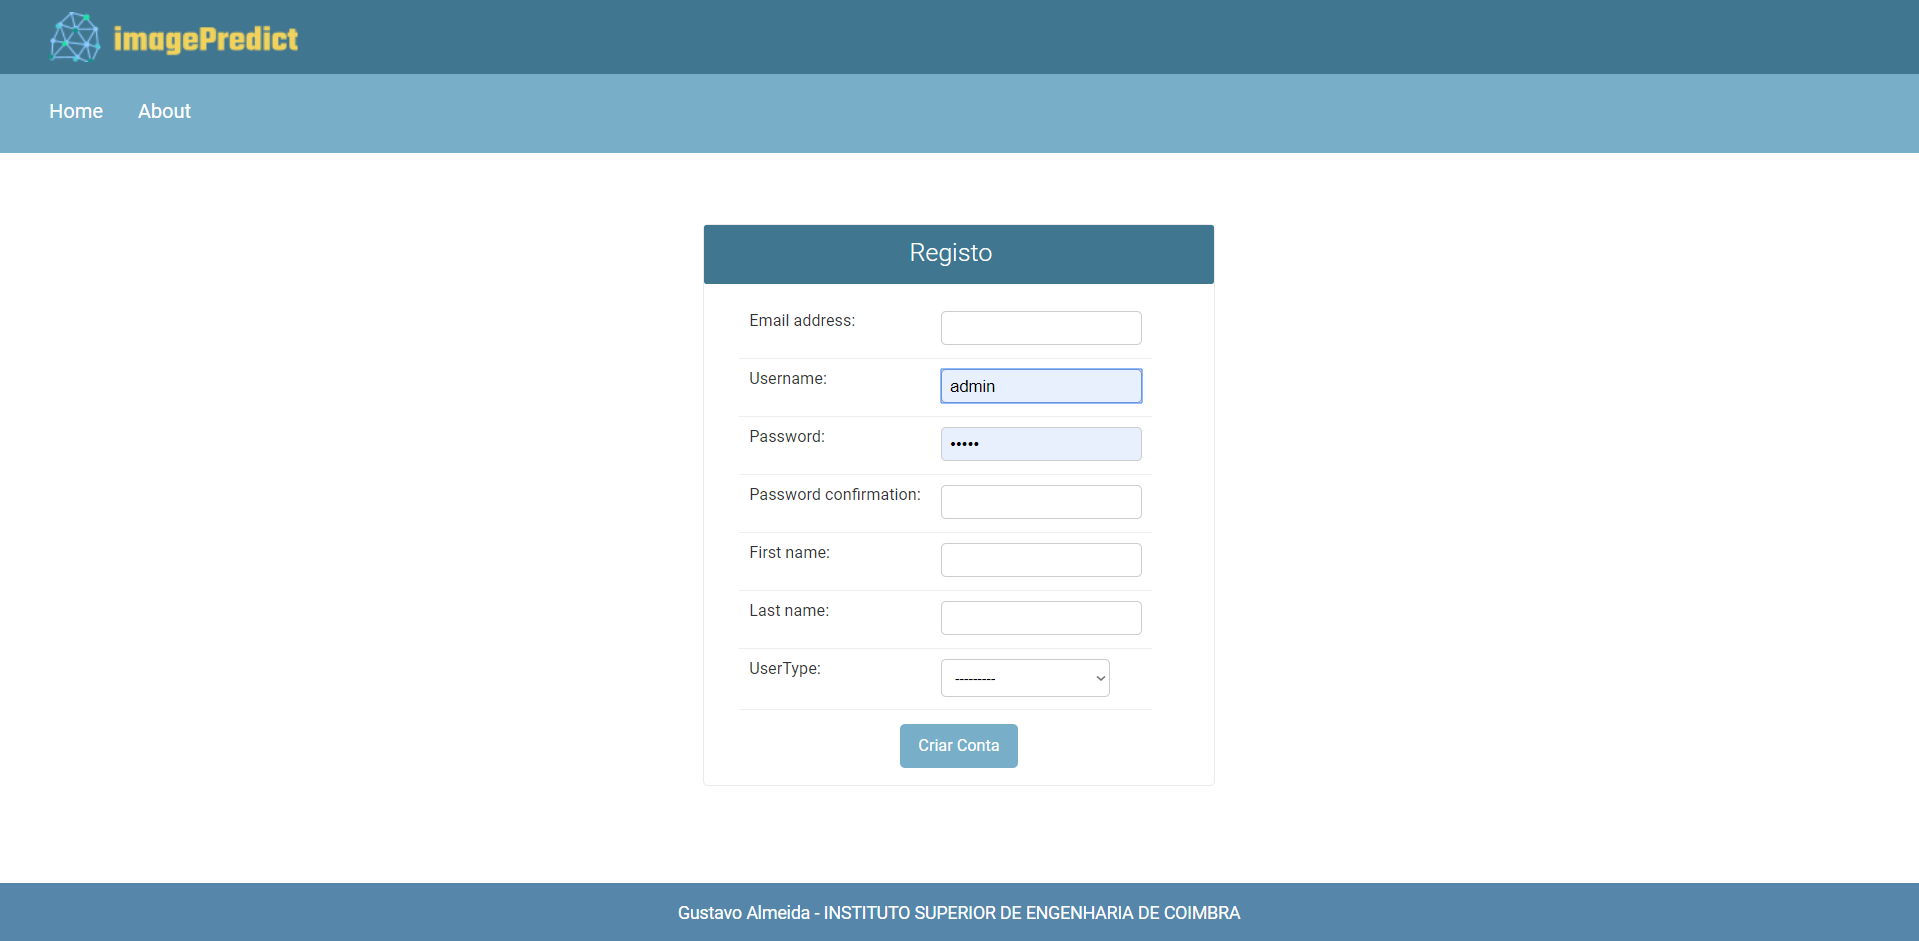 imagePredict
Home About
Registo
Email address:
Username: admin
Password: •••••
Password confirmation:
First name:
Last name:
UserType: ---------
Criar Conta
Gustavo Almeida - INSTITUTO SUPERIOR DE ENGENHARIA DE COIMBRA